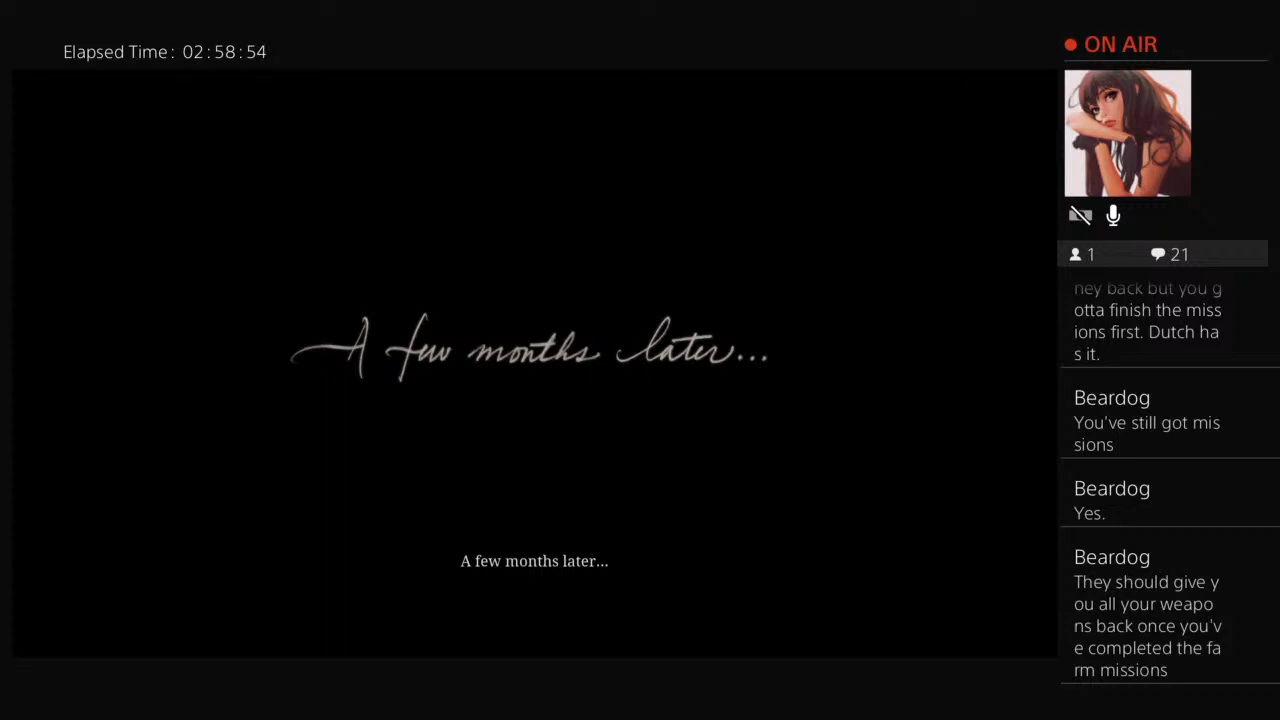 Elapsed Time: 02:58:54
ON AIR
1 21
ney back but you g
otta finish the miss
ions first. Dutch ha
s it.
Beardog
You've still got mis
sions
Beardog
Yes.
Beardog
They should give y
ou all your weapo
ns back once you'v
e completed the fa
rm missions
A few months later...
A few months later...